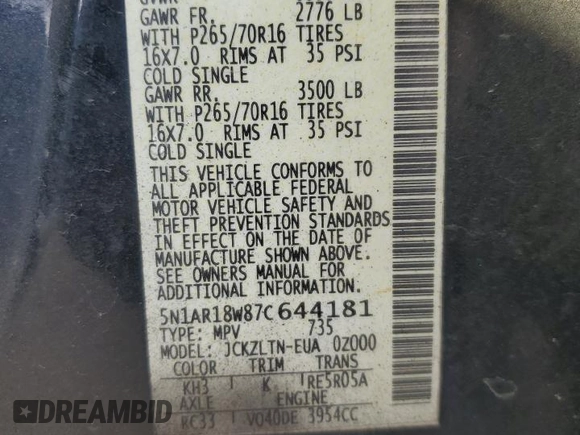 GVWR
GAWR FR. 2776 LB
WITH P265/70R16 TIRES
16X7.0 RIMS AT 35 PSI
COLD SINGLE
GAWR RR. 3500 LB
WITH P265/70R16 TIRES
16X7.0 RIMS AT 35 PSI
COLD SINGLE
THIS VEHICLE CONFORMS TO
ALL APPLICABLE FEDERAL
MOTOR VEHICLE SAFETY AND
THEFT PREVENTION STANDARDS
IN EFFECT ON THE DATE OF
MANUFACTURE SHOWN ABOVE.
SEE OWNERS MANUAL FOR
ADDITIONAL INFORMATION.
5N1AR18W87C644181
TYPE: MPV 735
MODEL: JCKZLTN-EUA 0Z000
COLOR TRIM TRANS
KH3 K RE5R05A
AXLE ENGINE
RC33 VQ40DE 3954CC
DEALERCHECK.AI